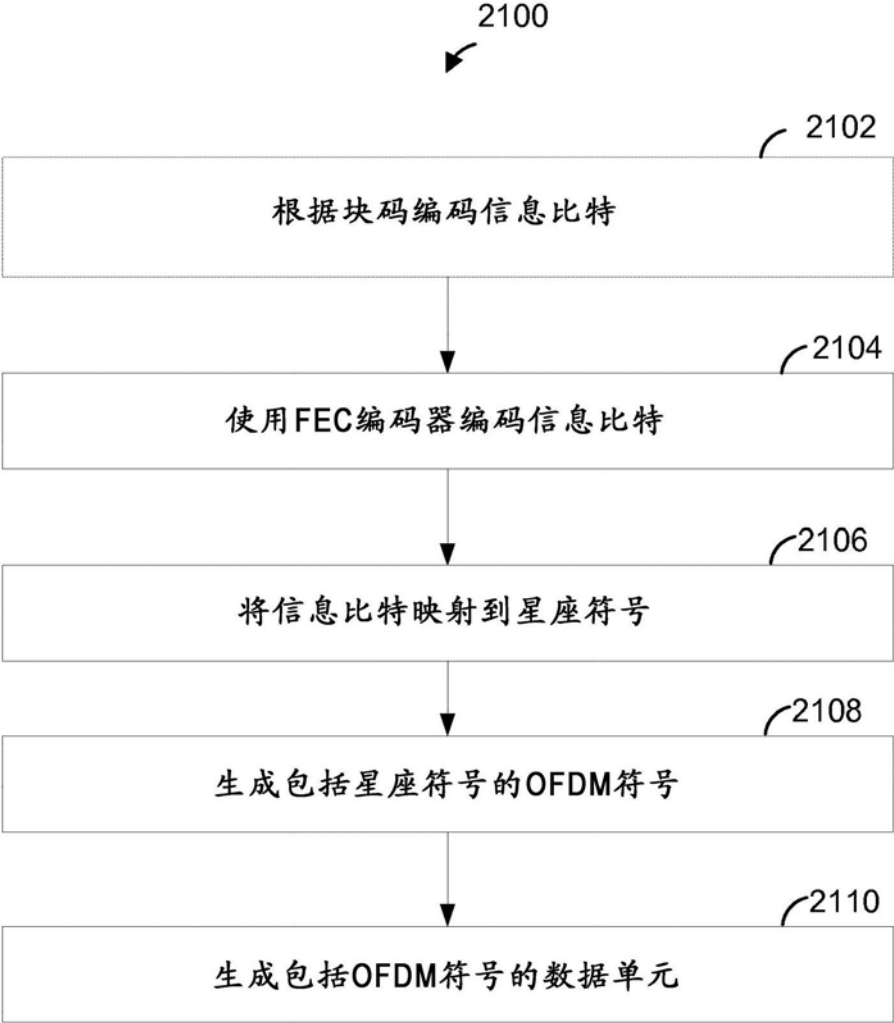 2100
2102
根据块码编码信息比特
2104
使用FEC编码器编码信息比特
2106
将信息比特映射到星座符号
2108
生成包括星座符号的OFDM符号
2110
生成包括OFDM符号的数据单元